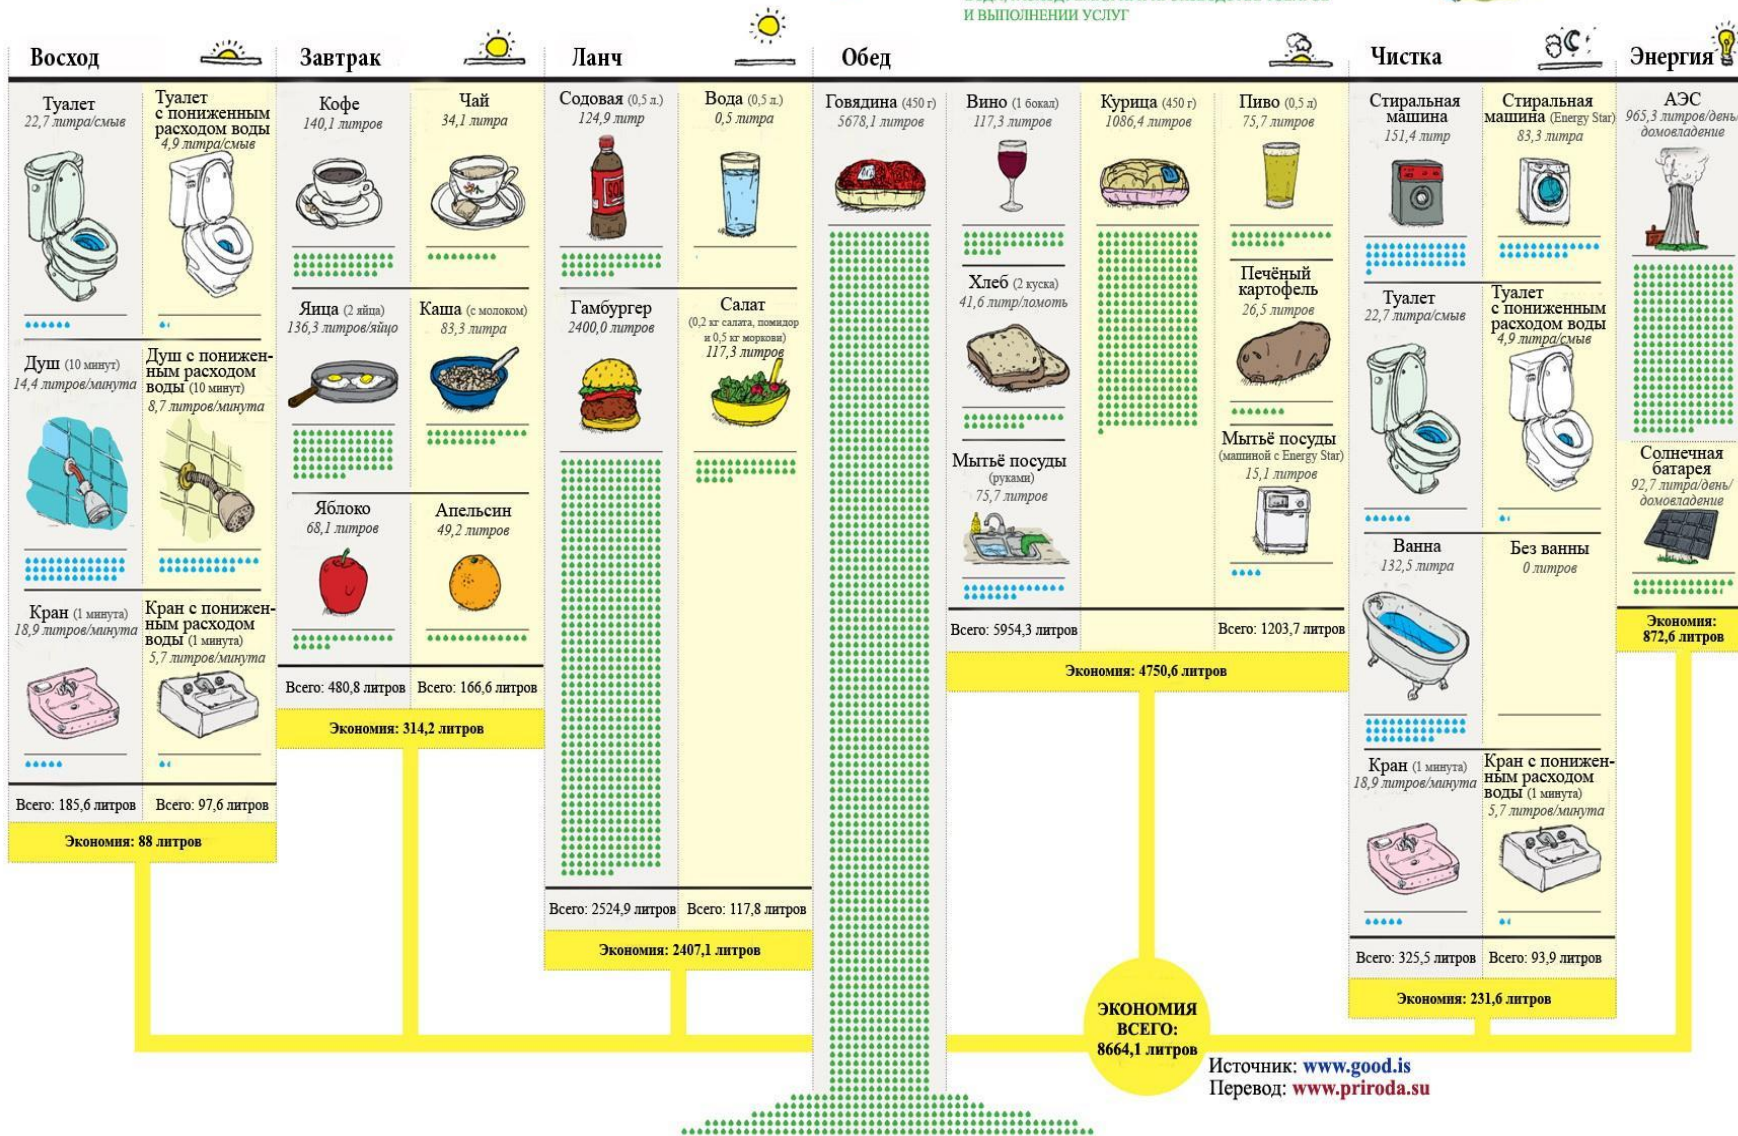 И ВЫПОЛНЕНИИ УСЛУГ
Восход
Туалет
22,7 литра/смыв
Туалет
с пониженным
расходом воды
4,9 литра/смыв
Душ (10 минут)
14,4 литров/минута
Душ с понижен-
ным расходом
воды (10 минут)
8,7 литров/минута
Кран (1 минута)
18,9 литров/минута
Кран с понижен-
ным расходом
воды (1 минута)
5,7 литров/минута
Всего: 185,6 литров
Всего: 97,6 литров
Экономия: 88 литров
Завтрак
Кофе
140,1 литров
Чай
34,1 литра
Яица (2 яйца)
136,3 литров/яйцо
Каша (с молоком)
83,3 литра
Яблоко
68,1 литров
Апельсин
49,2 литров
Всего: 480,8 литров
Всего: 166,6 литров
Экономия: 314,2 литров
Ланч
Содовая (0,5 л.)
124,9 литр
Вода (0,5 л.)
0,5 литра
Гамбургер
2400,0 литров
Салат
(0,2 кг салата, помидор
и 0,5 кг моркови)
117,3 литров
Всего: 2524,9 литров
Всего: 117,8 литров
Экономия: 2407,1 литров
Обед
Говядина (450 г)
5678,1 литров
Вино (1 бокал)
117,3 литров
Курица (450 г)
1086,4 литров
Пиво (0,5 л)
75,7 литров
Хлеб (2 куска)
41,6 литр/ломоть
Печёный
картофель
26,5 литров
Мытьё посуды
(руками)
75,7 литров
Мытьё посуды
(машиной с Energy Star)
15,1 литров
Всего: 5954,3 литров
Всего: 1203,7 литров
Экономия: 4750,6 литров
Чистка
Стиральная
машина
151,4 литр
Стиральная
машина (Energy Star)
83,3 литра
Туалет
22,7 литра/смыв
Туалет
с пониженным
расходом воды
4,9 литра/смыв
Ванна
132,5 литра
Без ванны
0 литров
Кран (1 минута)
18,9 литров/минута
Кран с понижен-
ным расходом
воды (1 минута)
5,7 литров/минута
Всего: 325,5 литров
Всего: 93,9 литров
Экономия: 231,6 литров
Энергия
АЭС
965,3 литров/день/
домовладение
Солнечная
батарея
92,7 литра/день/
домовладение
Экономия:
872,6 литров
ЭКОНОМИЯ
ВСЕГО:
8664,1 литров
Источник: www.good.is
Перевод: www.priroda.su